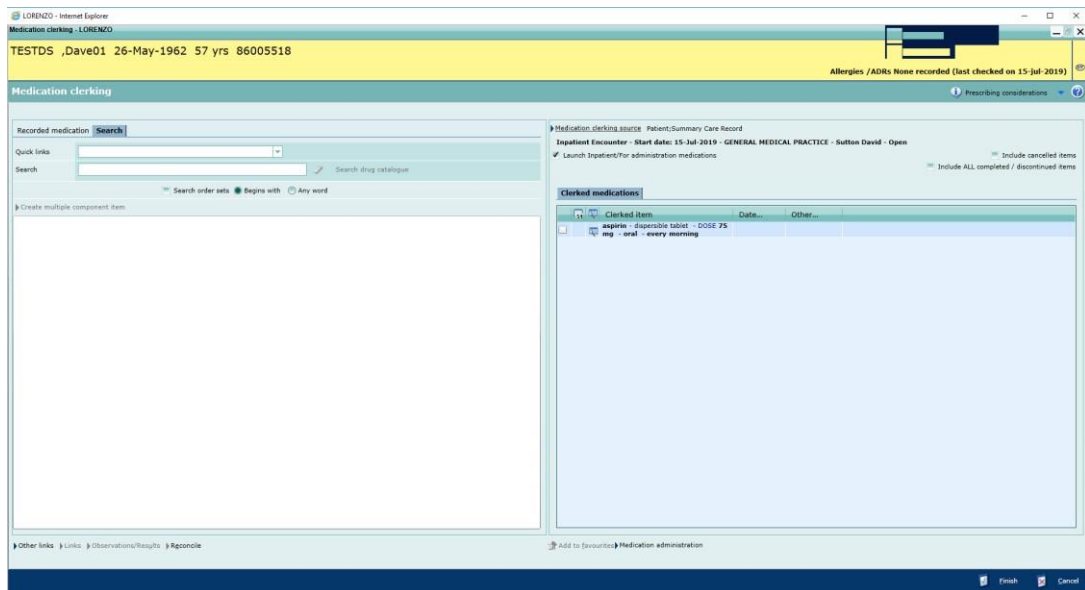 LORENZO - Internet Explorer
Medication clerking - LORENZO
TESTDS ,Dave01 26-May-1962 57 yrs 86005518
Allergies /ADRs None recorded (last checked on 15-Jul-2019)
Medication clerking
Prescribing considerations
Recorded medication Search
Quick links
Search Search drug catalogue
Search order sets Begins with Any word
Create multiple component item
Medication clerking source Patient;Summary Care Record
Inpatient Encounter - Start date: 15-Jul-2019 - GENERAL MEDICAL PRACTICE - Sutton David - Open
Launch Inpatient/For administration medications
Include cancelled items
Include ALL completed / discontinued items
Clerked medications
Clerked item Date... Other...
aspirin - dispersible tablet - DOSE 75
mg - oral - every morning
Other links Links Observations/Results Reconcile
Add to favourites Medication administration
Finish Cancel